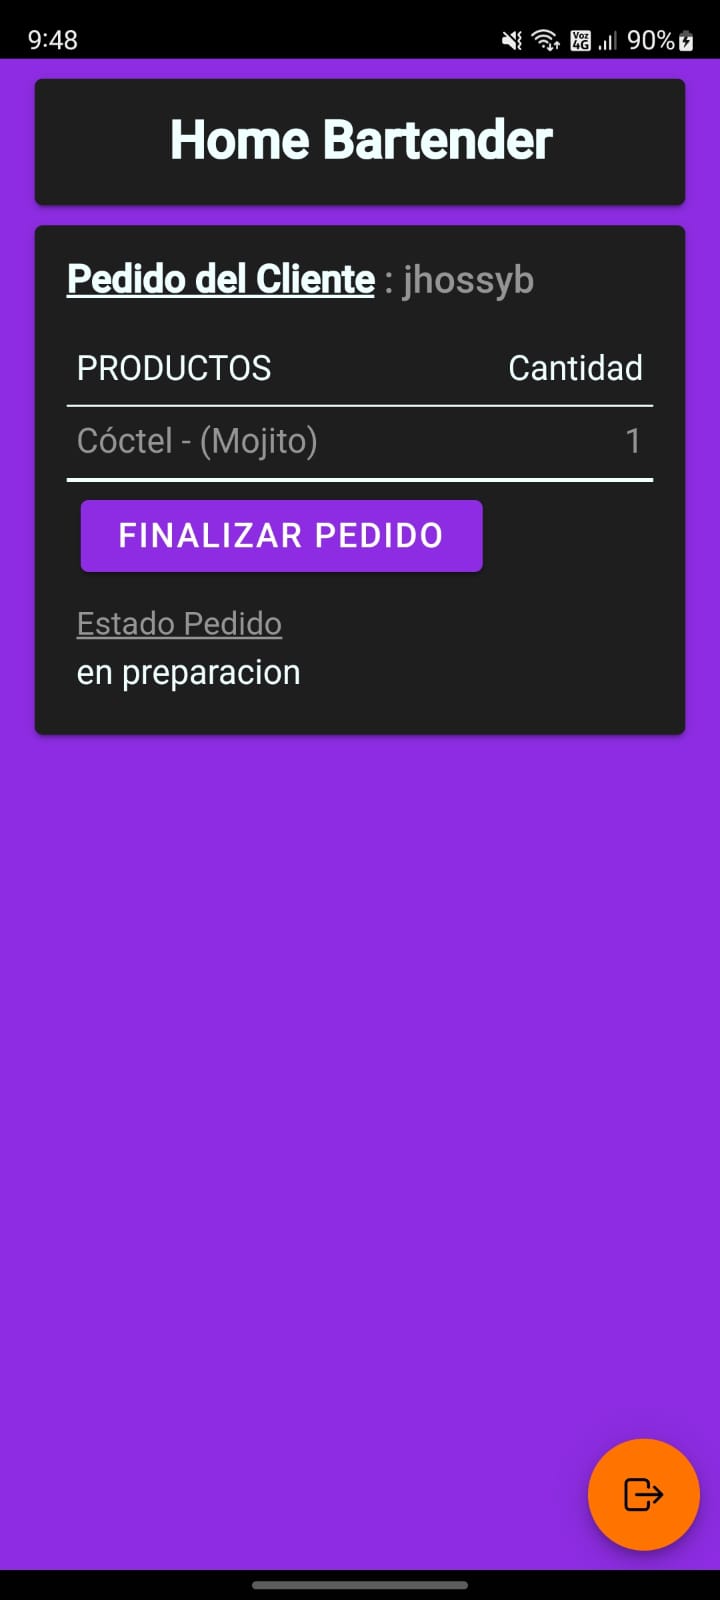 9:48
Voz 4G 90%
Home Bartender
Pedido del Cliente : jhossyb
PRODUCTOS Cantidad
Cóctel - (Mojito) 1
FINALIZAR PEDIDO
Estado Pedido
en preparacion